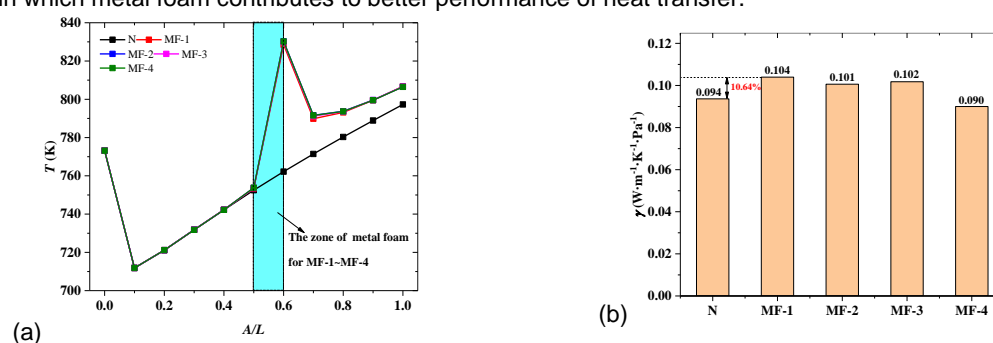 in which metal foam contributes to better performance of heat transfer.
840
820
800
780
760
740
720
700
T (K)
N MF-1
MF-2 MF-3
MF-4
The zone of metal foam
for MF-1~MF-4
0.0 0.2 0.4 0.6 0.8 1.0
A/L
(a)
0.12
0.10
0.08
0.06
0.04
0.02
0.00
γ (W·m⁻¹·K⁻¹·Pa⁻¹)
0.094
0.104
0.101
0.102
0.090
10.64%
N MF-1 MF-2 MF-3 MF-4
(b)